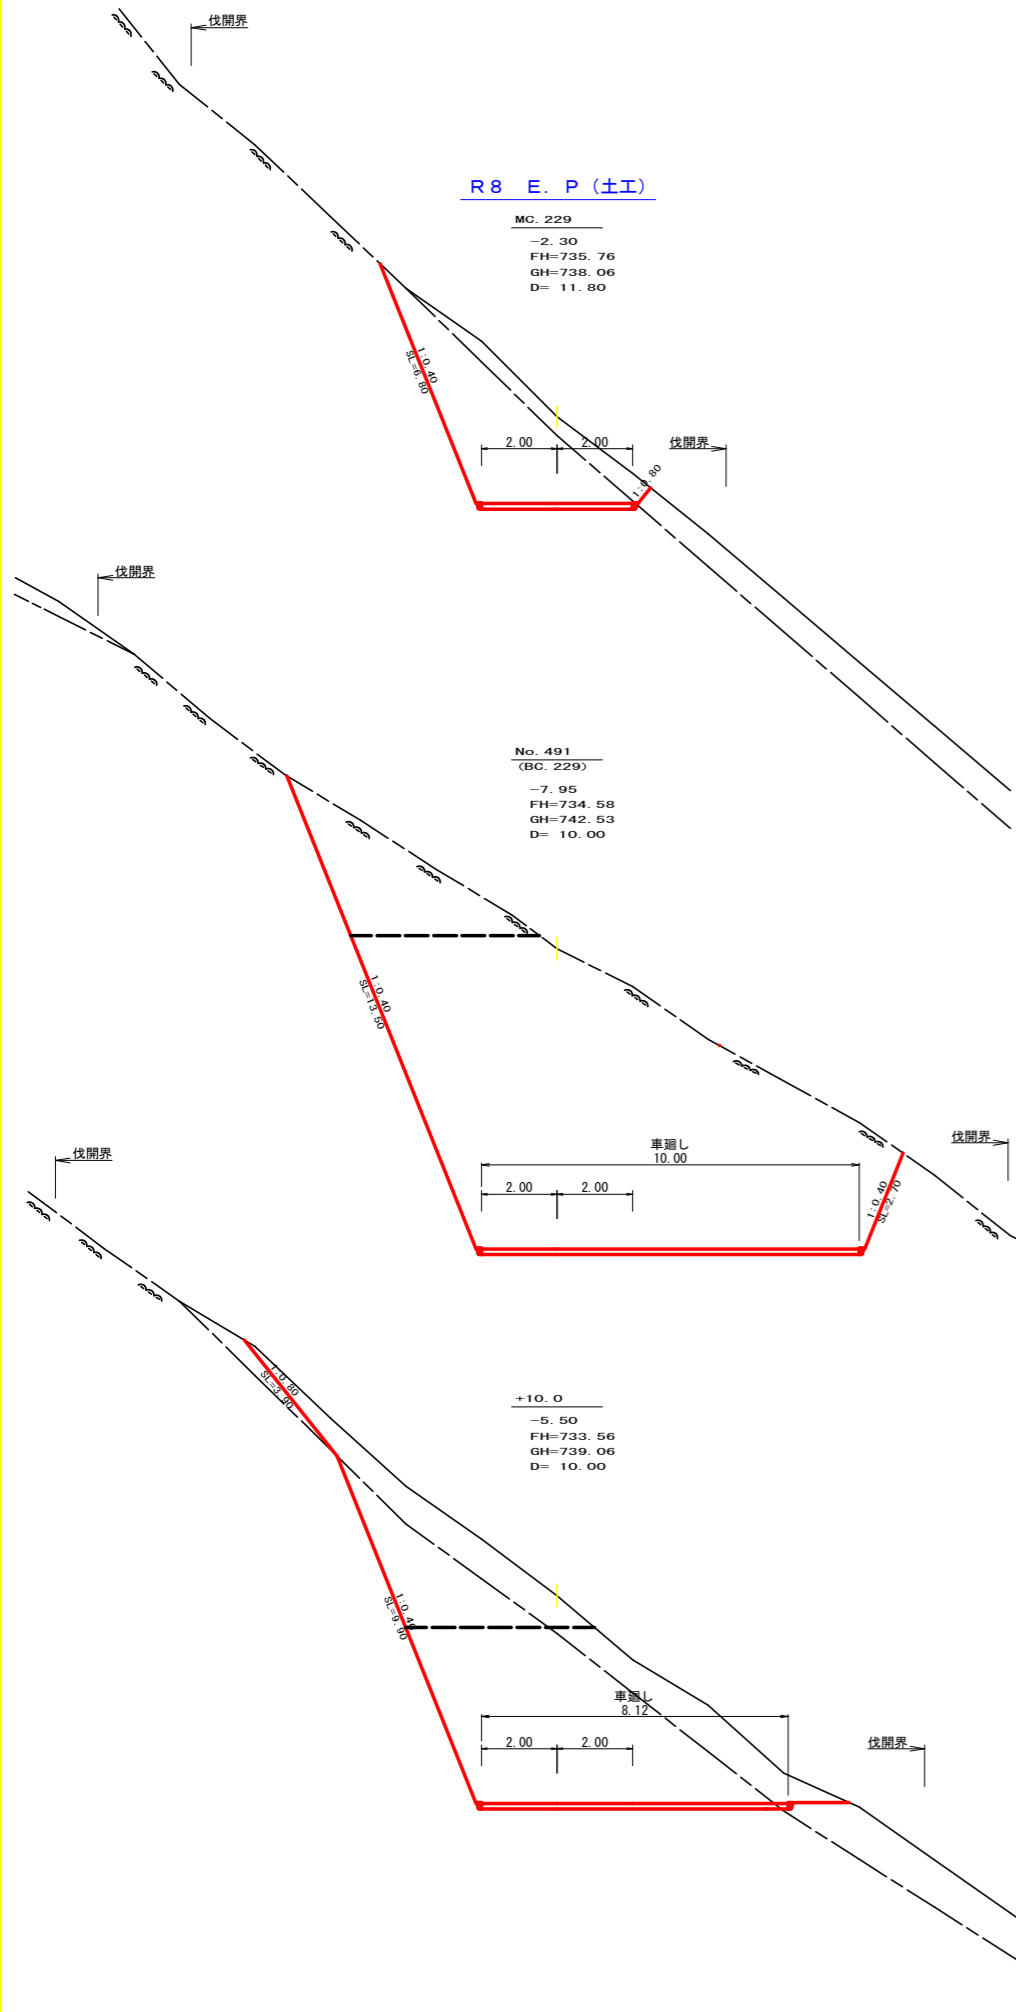 伐開界
R8 E.P(土工)
MC.229
-2.30
FH=735.76
GH=738.06
D= 11.80
1:0.40
SL=6.80
2.00 2.00
伐開界
1:0.80
伐開界
No.491
(BC.229)
-7.95
FH=734.58
GH=742.53
D= 10.00
1:0.40
SL=13.50
車廻し
10.00
伐開界
2.00 2.00
1:0.40
SL=2.70
伐開界
1:0.80
SL=3.90
+10.0
-5.50
FH=733.56
GH=739.06
D= 10.00
1:0.40
SL=9.90
車廻し
8.12
2.00 2.00
伐開界